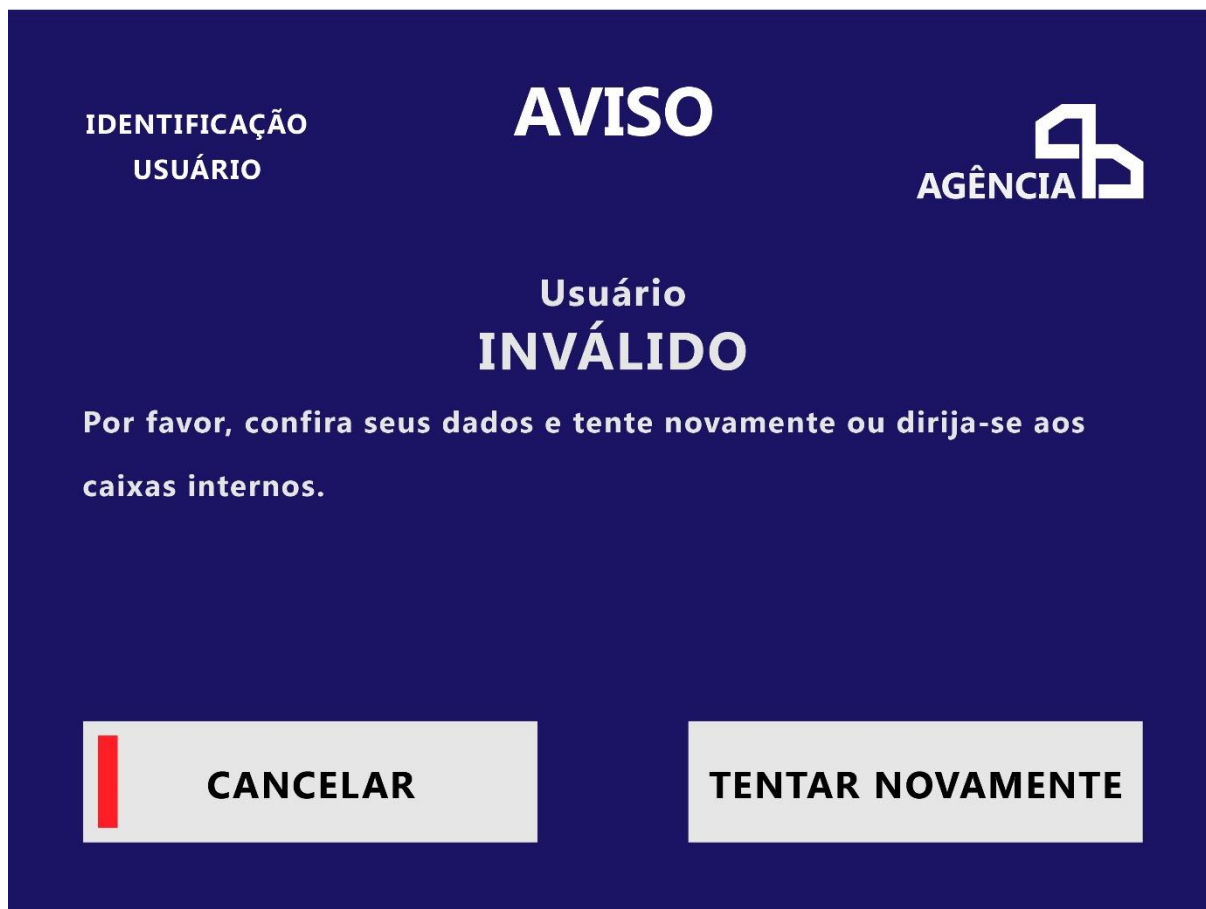 IDENTIFICAÇÃO
USUÁRIO
AVISO
AGÊNCIA
Usuário
INVÁLIDO
Por favor, confira seus dados e tente novamente ou dirija-se aos
caixas internos.
CANCELAR
TENTAR NOVAMENTE